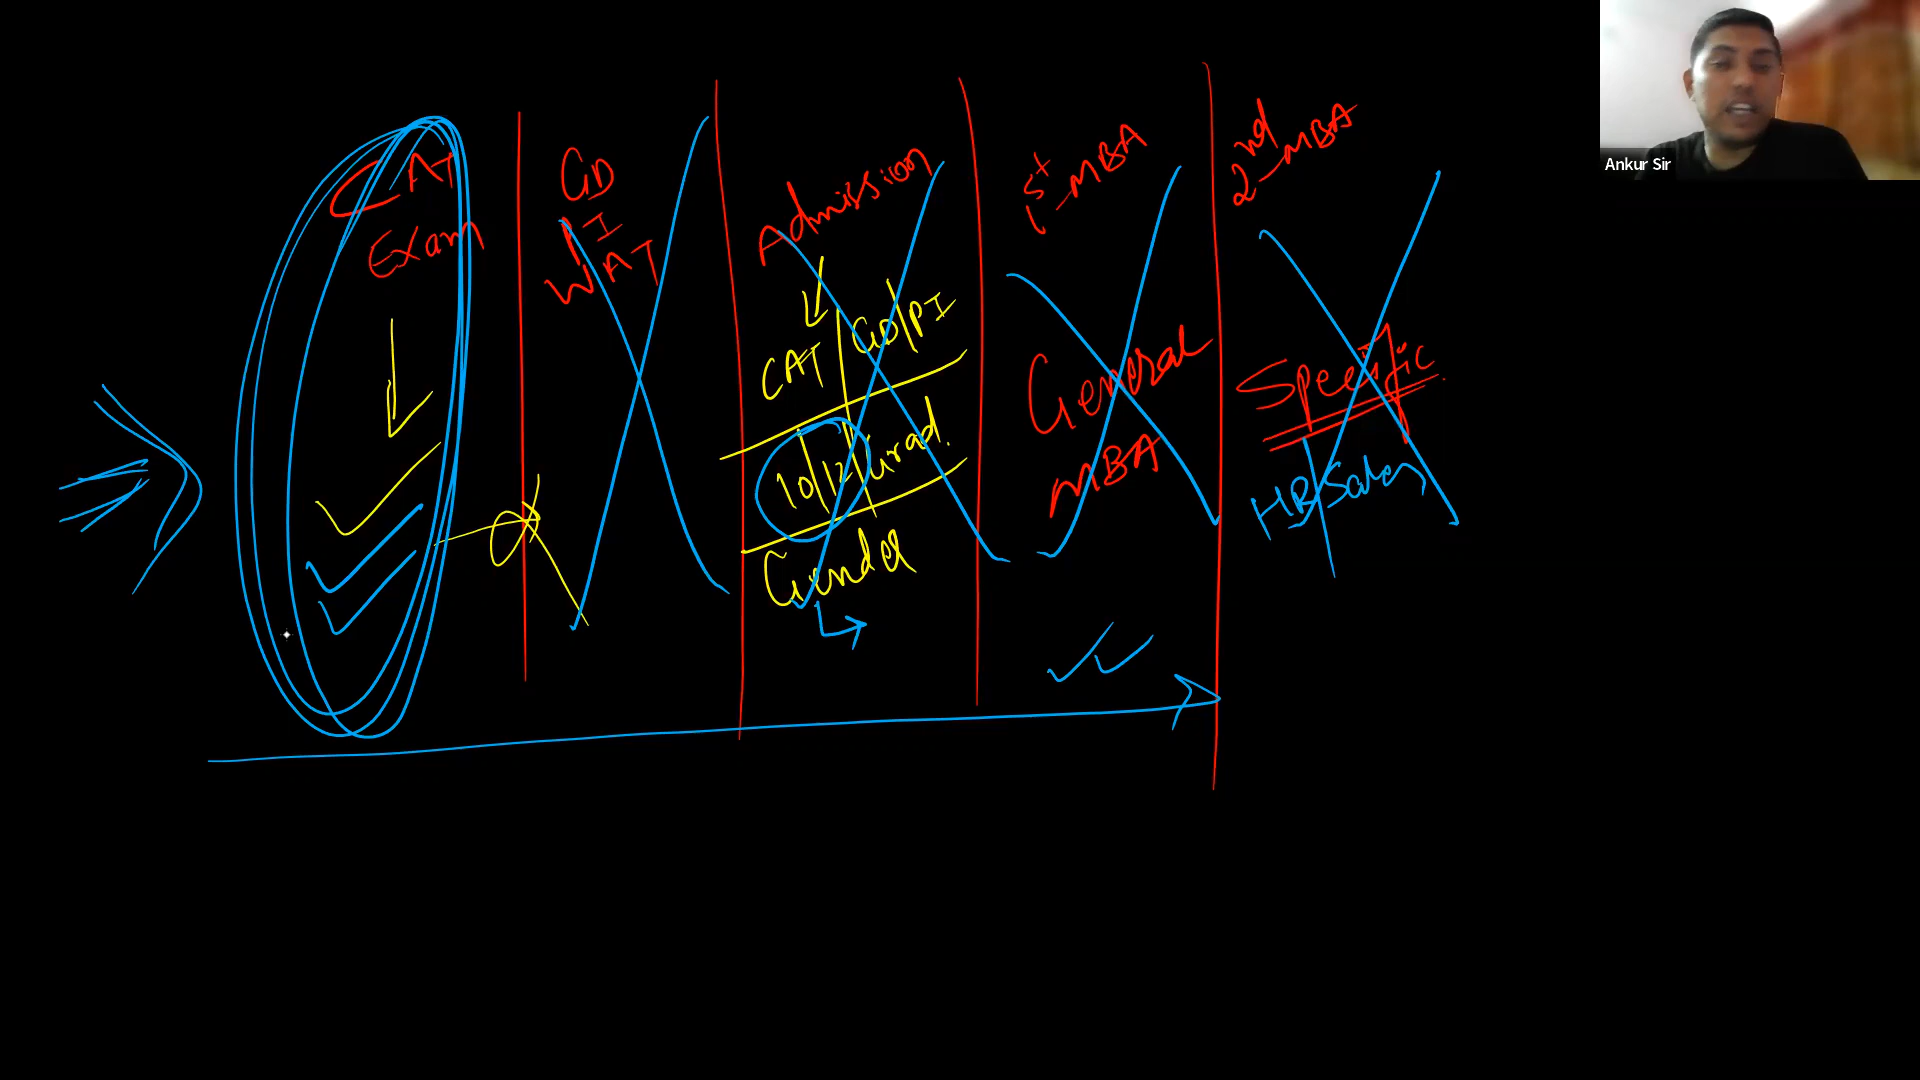 CAT
Exam
GD
PI
WAT
Admission
CAT | GD/PI
10/12/Grad.
Gender
1st MBA
General
MBA
2nd MBA
Specific
HR Sales
Ankur Sir